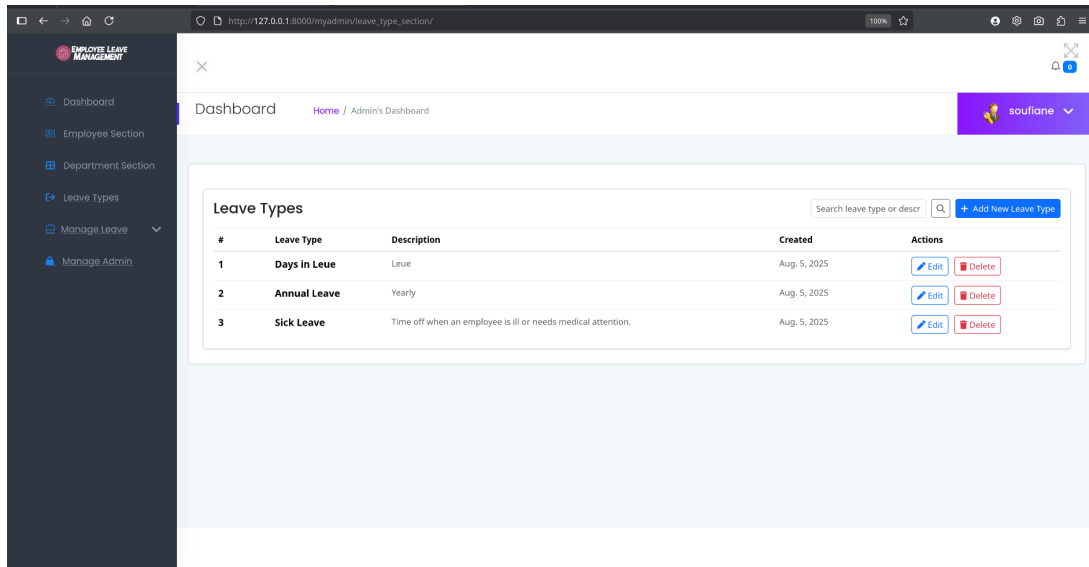 http://127.0.0.1:8000/myadmin/leave_type_section/
100%
EMPLOYEE LEAVE
MANAGEMENT
0
Dashboard
Employee Section
Department Section
Leave Types
Manage Leave
Manage Admin
Dashboard
Home / Admin's Dashboard
soufiane
Leave Types
Search leave type or descr
+ Add New Leave Type
# Leave Type Description Created Actions
1 Days in Leue Leue Aug. 5, 2025 Edit Delete
2 Annual Leave Yearly Aug. 5, 2025 Edit Delete
3 Sick Leave Time off when an employee is ill or needs medical attention. Aug. 5, 2025 Edit Delete